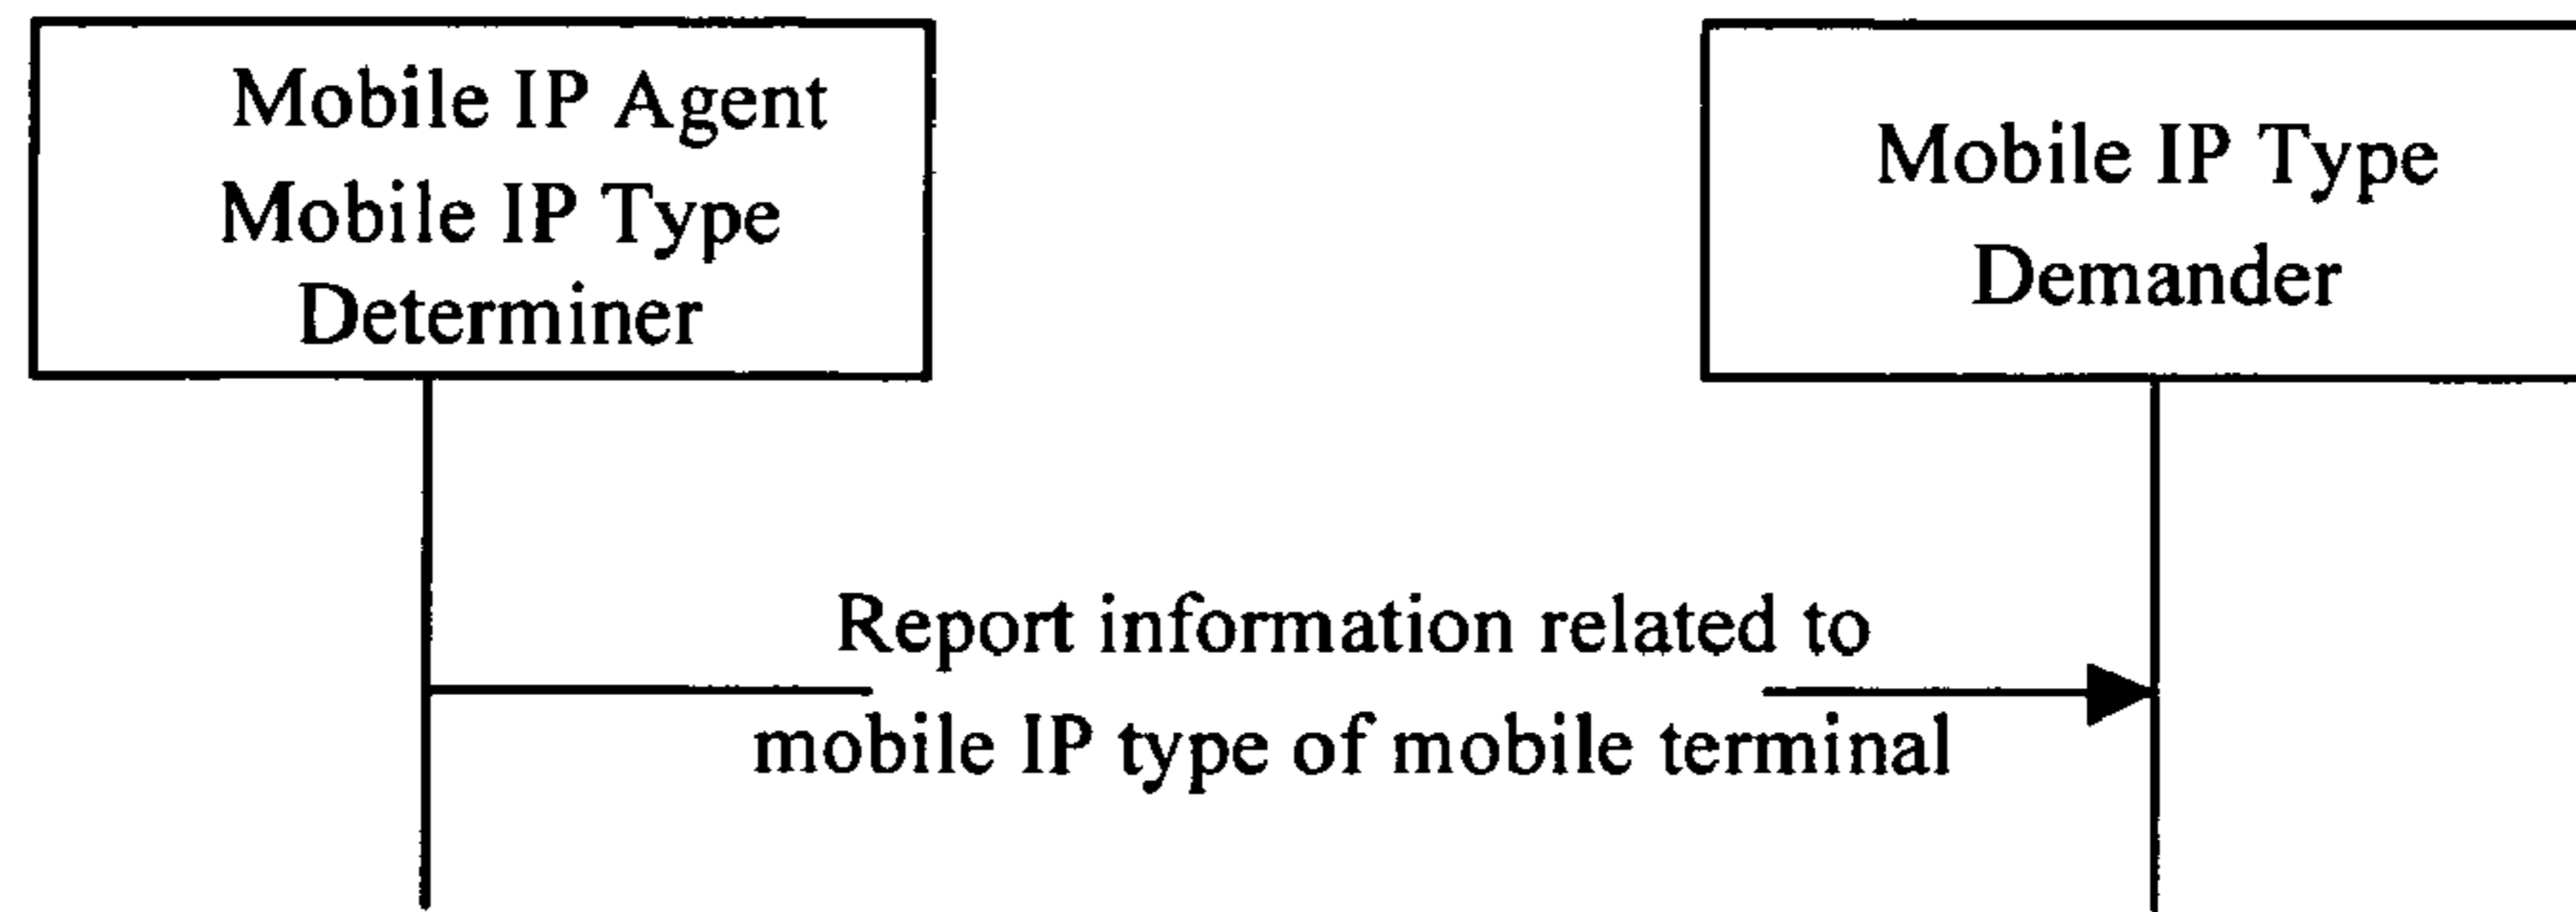 Mobile IP Agent
Mobile IP Type
Determiner
Mobile IP Type
Demander
Report information related to
mobile IP type of mobile terminal